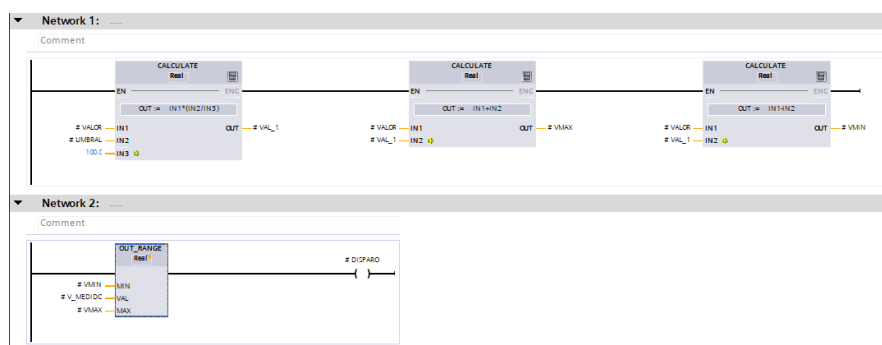 Network 1: .....
Comment
CALCULATE CALCULATE CALCULATE
Real Real Real
EN ENO EN ENO EN ENO
OUT := IN1*(IN2/IN3) OUT := IN1+IN2 OUT := IN1-IN2
# VALOR IN1 OUT # VAL_1 # VALOR IN1 OUT # VMAX # VALOR IN1 OUT # VMIN
# UMBRAL IN2 # VAL_1 IN2 # VAL_1 IN2
100.0 IN3
Network 2: .....
Comment
OUT_RANGE
Real?
# DISPARO
# VMIN MIN
# V_MEDIDO VAL
# VMAX MAX